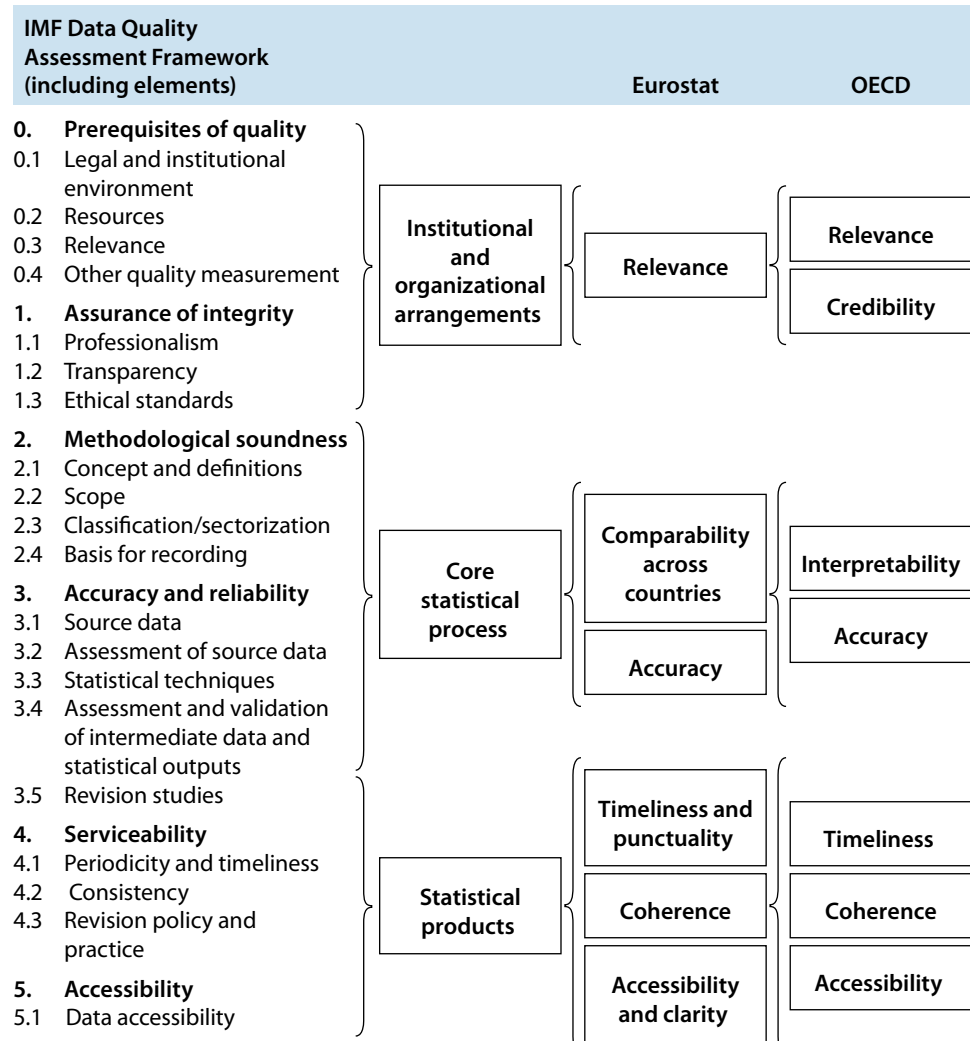 IMF Data Quality
Assessment Framework
(including elements)
Eurostat
OECD
0. Prerequisites of quality
0.1 Legal and institutional
environment
0.2 Resources
0.3 Relevance
0.4 Other quality measurement
1. Assurance of integrity
1.1 Professionalism
1.2 Transparency
1.3 Ethical standards
Institutional
and
organizational
arrangements
Relevance
Relevance
Credibility
2. Methodological soundness
2.1 Concept and definitions
2.2 Scope
2.3 Classification/sectorization
2.4 Basis for recording
3. Accuracy and reliability
3.1 Source data
3.2 Assessment of source data
3.3 Statistical techniques
3.4 Assessment and validation
of intermediate data and
statistical outputs
3.5 Revision studies
Core
statistical
process
Comparability
across
countries
Accuracy
Interpretability
Accuracy
4. Serviceability
4.1 Periodicity and timeliness
4.2 Consistency
4.3 Revision policy and
practice
5. Accessibility
5.1 Data accessibility
Statistical
products
Timeliness and
punctuality
Coherence
Accessibility
and clarity
Timeliness
Coherence
Accessibility